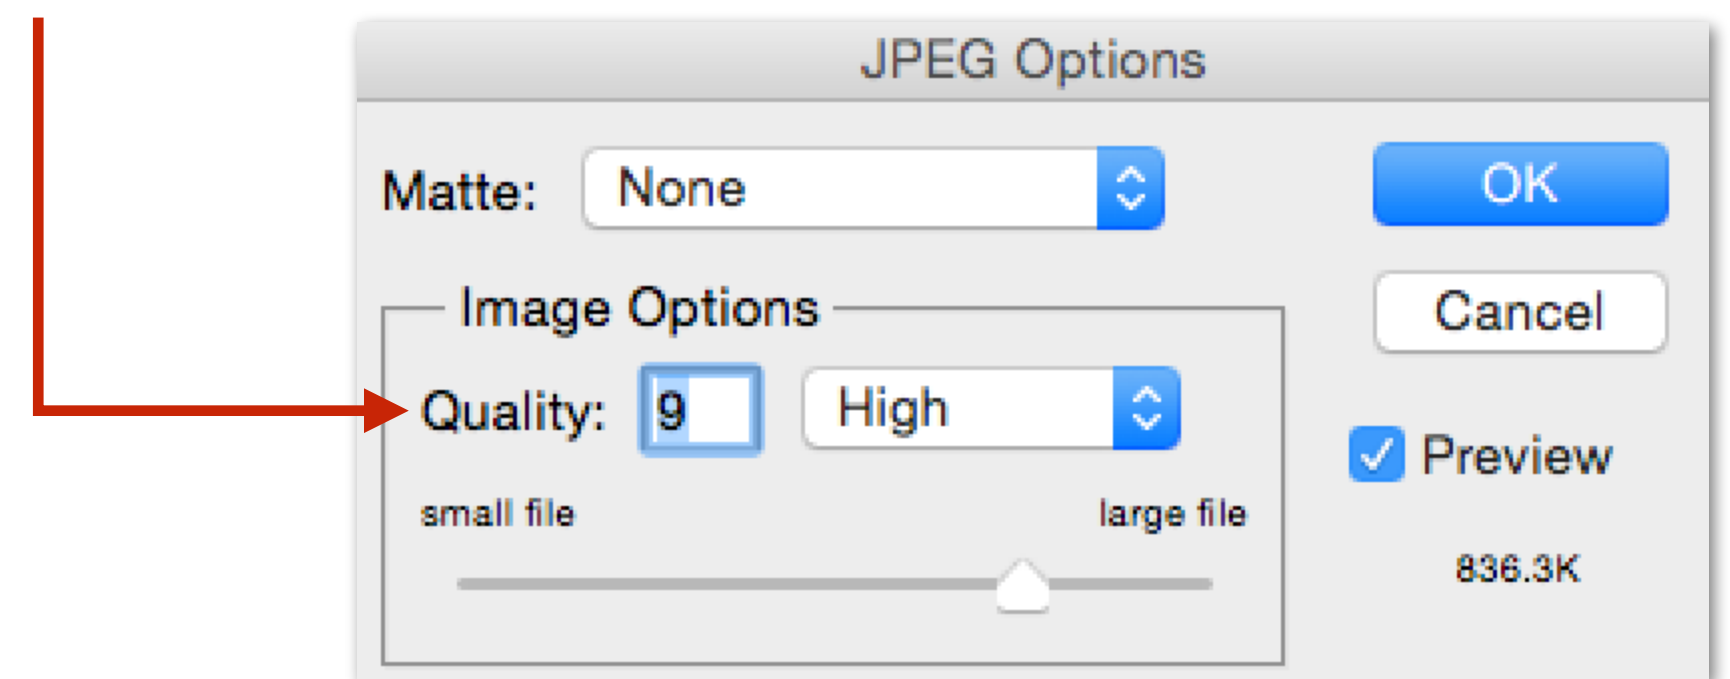 JPEG Options
Matte: None
OK
Image Options
Cancel
Quality: 9 High
Preview
small file large file
836.3K